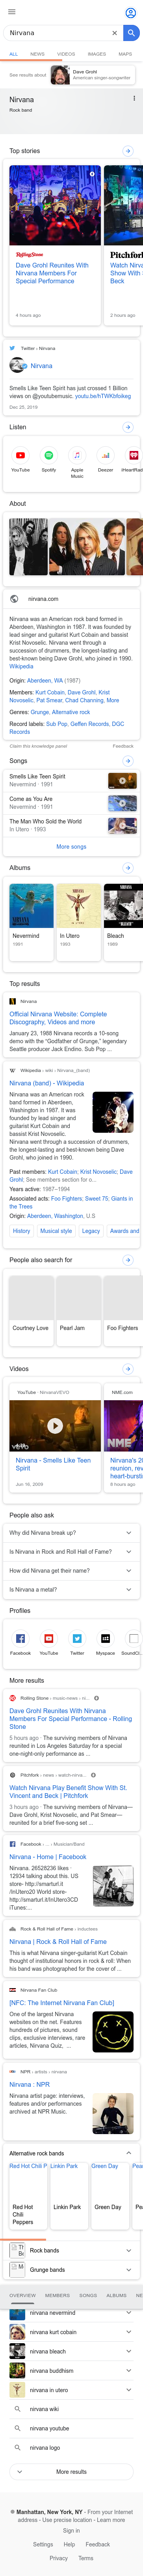 Nirvana
ALL NEWS VIDEOS IMAGES MAPS
See results about
Dave Grohl
American singer-songwriter
Nirvana
Rock band
Top stories
RollingStone
Dave Grohl Reunites With
Nirvana Members For
Special Performance
4 hours ago
Pitchfork
Watch Nirva
Show With
Beck
2 hours ago
Twitter › Nirvana
Nirvana
Smells Like Teen Spirit has just crossed 1 Billion
views on @youtubemusic. youtu.be/hTWKbfoikeg
Dec 25, 2019
Listen
YouTube Spotify Apple Music Deezer iHeartRad
About
nirvana.com
Nirvana was an American rock band formed in
Aberdeen, Washington in 1987. It was founded
by lead singer and guitarist Kurt Cobain and
bassist Krist Novoselic. Nirvana went through a
succession of drummers, the longest-lasting and
best-known being Dave Grohl, who joined in 1990.
Wikipedia
Origin: Aberdeen, WA (1987)
Members: Kurt Cobain, Dave Grohl, Krist
Novoselic, Pat Smear, Chad Channing, More
Genres: Grunge, Alternative rock
Record labels: Sub Pop, Geffen Records, DGC
Records
Claim this knowledge panel Feedback
Songs
Smells Like Teen Spirit
Nevermind · 1991
Come as You Are
Nevermind · 1991
The Man Who Sold the World
In Utero · 1993
More songs
Albums
Nevermind
1991
In Utero
1993
Bleach
1989
Top results
Nirvana
Official Nirvana Website: Complete
Discography, Videos and more
January 23, 1988 Nirvana records a 10-song
demo with the "Godfather of Grunge," legendary
Seattle producer Jack Endino. Sub Pop ...
Wikipedia › wiki › Nirvana_(band)
Nirvana (band) - Wikipedia
Nirvana was an American rock
band formed in Aberdeen,
Washington in 1987. It was
founded by lead singer and
guitarist Kurt Cobain and
bassist Krist Novoselic.
Nirvana went through a succession of drummers,
the longest-lasting and best-known being Dave
Grohl, who joined in 1990.
Past members: Kurt Cobain; Krist Novoselic; Dave
Grohl; See members section for o...
Years active: 1987–1994
Associated acts: Foo Fighters; Sweet 75; Giants in
the Trees
Origin: Aberdeen, Washington, U.S
History Musical style Legacy Awards and
People also search for
Courtney Love
Pearl Jam
Foo Fighters
Videos
YouTube · NirvanaVEVO
vevo
Nirvana - Smells Like Teen
Spirit
Jun 16, 2009
NME.com
NME
Nirvana's 20
reunion, rev
heart-bursti
8 hours ago
People also ask
Why did Nirvana break up?
Is Nirvana in Rock and Roll Hall of Fame?
How did Nirvana get their name?
Is Nirvana a metal?
Profiles
Facebook YouTube Twitter Myspace SoundCl...
More results
Rolling Stone › music-news › ni...
Dave Grohl Reunites With Nirvana
Members For Special Performance - Rolling
Stone
5 hours ago · The surviving members of Nirvana
reunited in Los Angeles Saturday for a special
one-night-only performance as ...
Pitchfork › news › watch-nirva...
Watch Nirvana Play Benefit Show With St.
Vincent and Beck | Pitchfork
3 hours ago · The surviving members of Nirvana—
Dave Grohl, Krist Novoselic, and Pat Smear—
reunited for a brief five-song performance
over ...
Facebook › ... › Musician/Band
Nirvana - Home | Facebook
Nirvana. 26528236 likes ·
12934 talking about this. US
store- http://smarturl.it
/InUtero20 World store-
http://smarturl.it/InUtero3CD
iTunes:...
Rock & Roll Hall of Fame › inductees
Nirvana | Rock & Roll Hall of Fame
This is what Nirvana singer-guitarist Kurt Cobain
thought of institutional norms in rock & roll: When
his band was photographed for the cover of ...
Nirvana Fan Club
[NFC: The Internet Nirvana Fan Club]
One of the largest Nirvana
websites on the net. Features
hundreds of pictures, sound
clips, exclusive interviews, rare
articles, Nirvana Quiz, ...
NPR › artists › nirvana
Nirvana : NPR
Nirvana artist page: interviews,
features and/or performances
archived at NPR Music.
Alternative rock bands
Red Hot Chili P Linkin Park Green Day Pea
Red Hot
Chili
Peppers
Linkin Park
Green Day
Pea
Rock bands
Grunge bands
OVERVIEW MEMBERS SONGS ALBUMS NE
nirvana nevermind
nirvana kurt cobain
nirvana bleach
nirvana buddhism
nirvana in utero
nirvana wiki
nirvana youtube
nirvana logo
More results
Manhattan, New York, NY - From your Internet
address - Use precise location - Learn more
Sign in
Settings Help Feedback
Privacy Terms